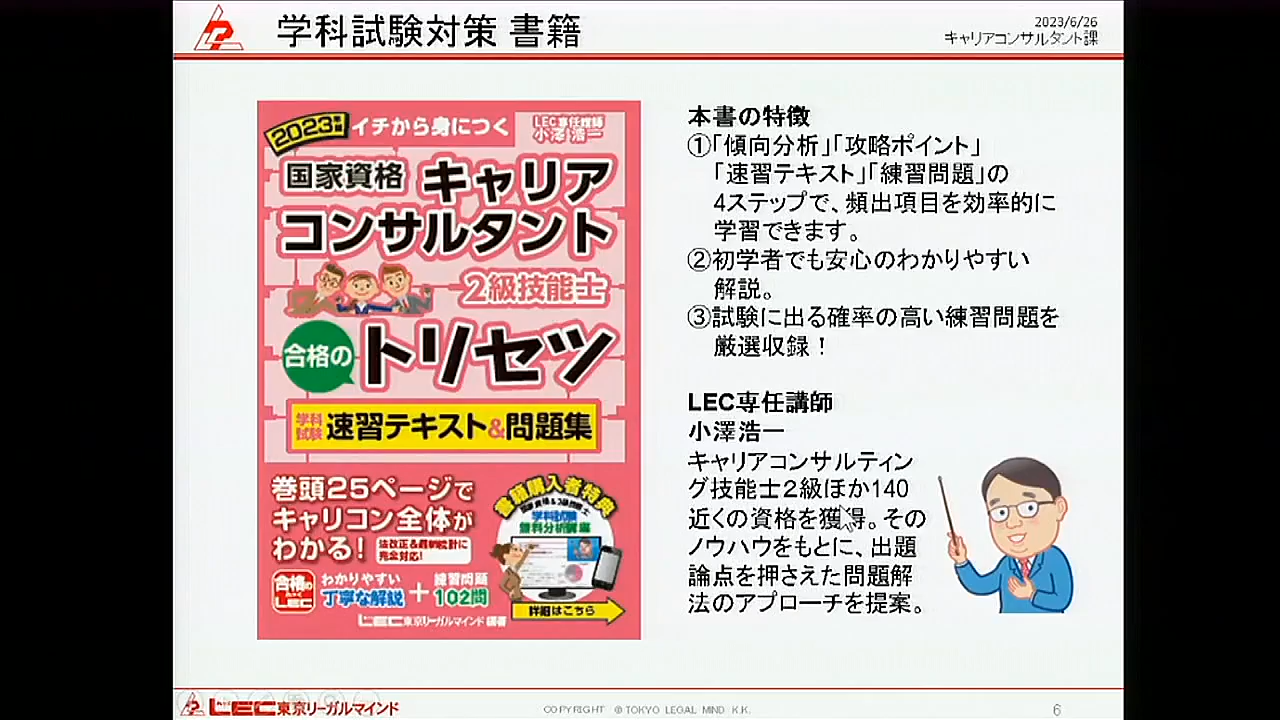 学科試験対策 書籍
2023/6/26
キャリアコンサルタント課
2023年版
イチから身につく
LEC専任講師
小澤浩一
国家資格 キャリア
コンサルタント
2級技能士
合格の トリセツ
学科試験 速習テキスト&問題集
巻頭25ページで
キャリコン全体が
わかる!
法改正&最新統計に
完全対応!
合格の
LEC
わかりやすい
丁寧な解説
+
練習問題
102問
書籍購入者特典
学科試験
無料分析講座
詳細はこちら
LEC東京リーガルマインド 編著
本書の特徴
①「傾向分析」「攻略ポイント」
「速習テキスト」「練習問題」の
4ステップで、頻出項目を効率的に
学習できます。
②初学者でも安心のわかりやすい
解説。
③試験に出る確率の高い練習問題を
厳選収録！
LEC専任講師
小澤浩一
キャリアコンサルティン
グ技能士２級ほか140
近くの資格を獲得。その
ノウハウをもとに、出題
論点を押さえた問題解
法のアプローチを提案。
LEC東京リーガルマインド
COPYRIGHT © TOKYO LEGAL MIND K.K.
6